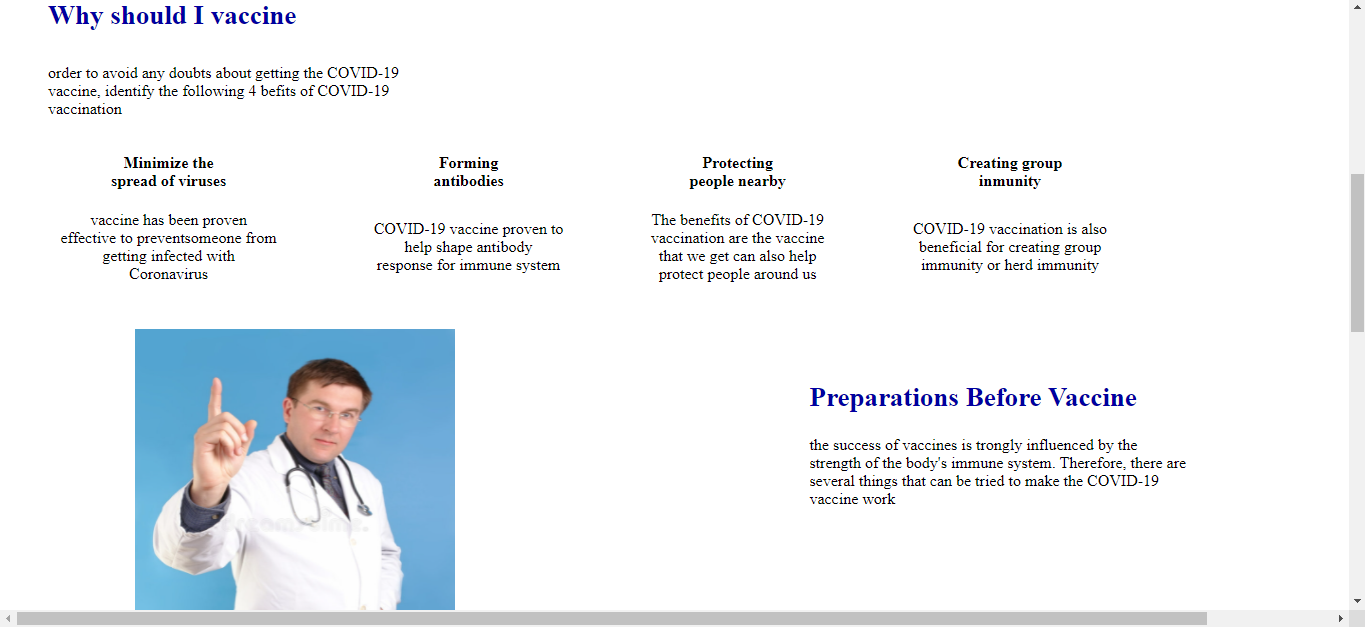 Why should I vaccine
order to avoid any doubts about getting the COVID-19
vaccine, identify the following 4 befits of COVID-19
vaccination
Minimize the
spread of viruses
vaccine has been proven
effective to preventsomeone from
getting infected with
Coronavirus
Forming
antibodies
COVID-19 vaccine proven to
help shape antibody
response for immune system
Protecting
people nearby
The benefits of COVID-19
vaccination are the vaccine
that we get can also help
protect people around us
Creating group
inmunity
COVID-19 vaccination is also
beneficial for creating group
immunity or herd immunity
Preparations Before Vaccine
the success of vaccines is trongly influenced by the
strength of the body's immune system. Therefore, there are
several things that can be tried to make the COVID-19
vaccine work